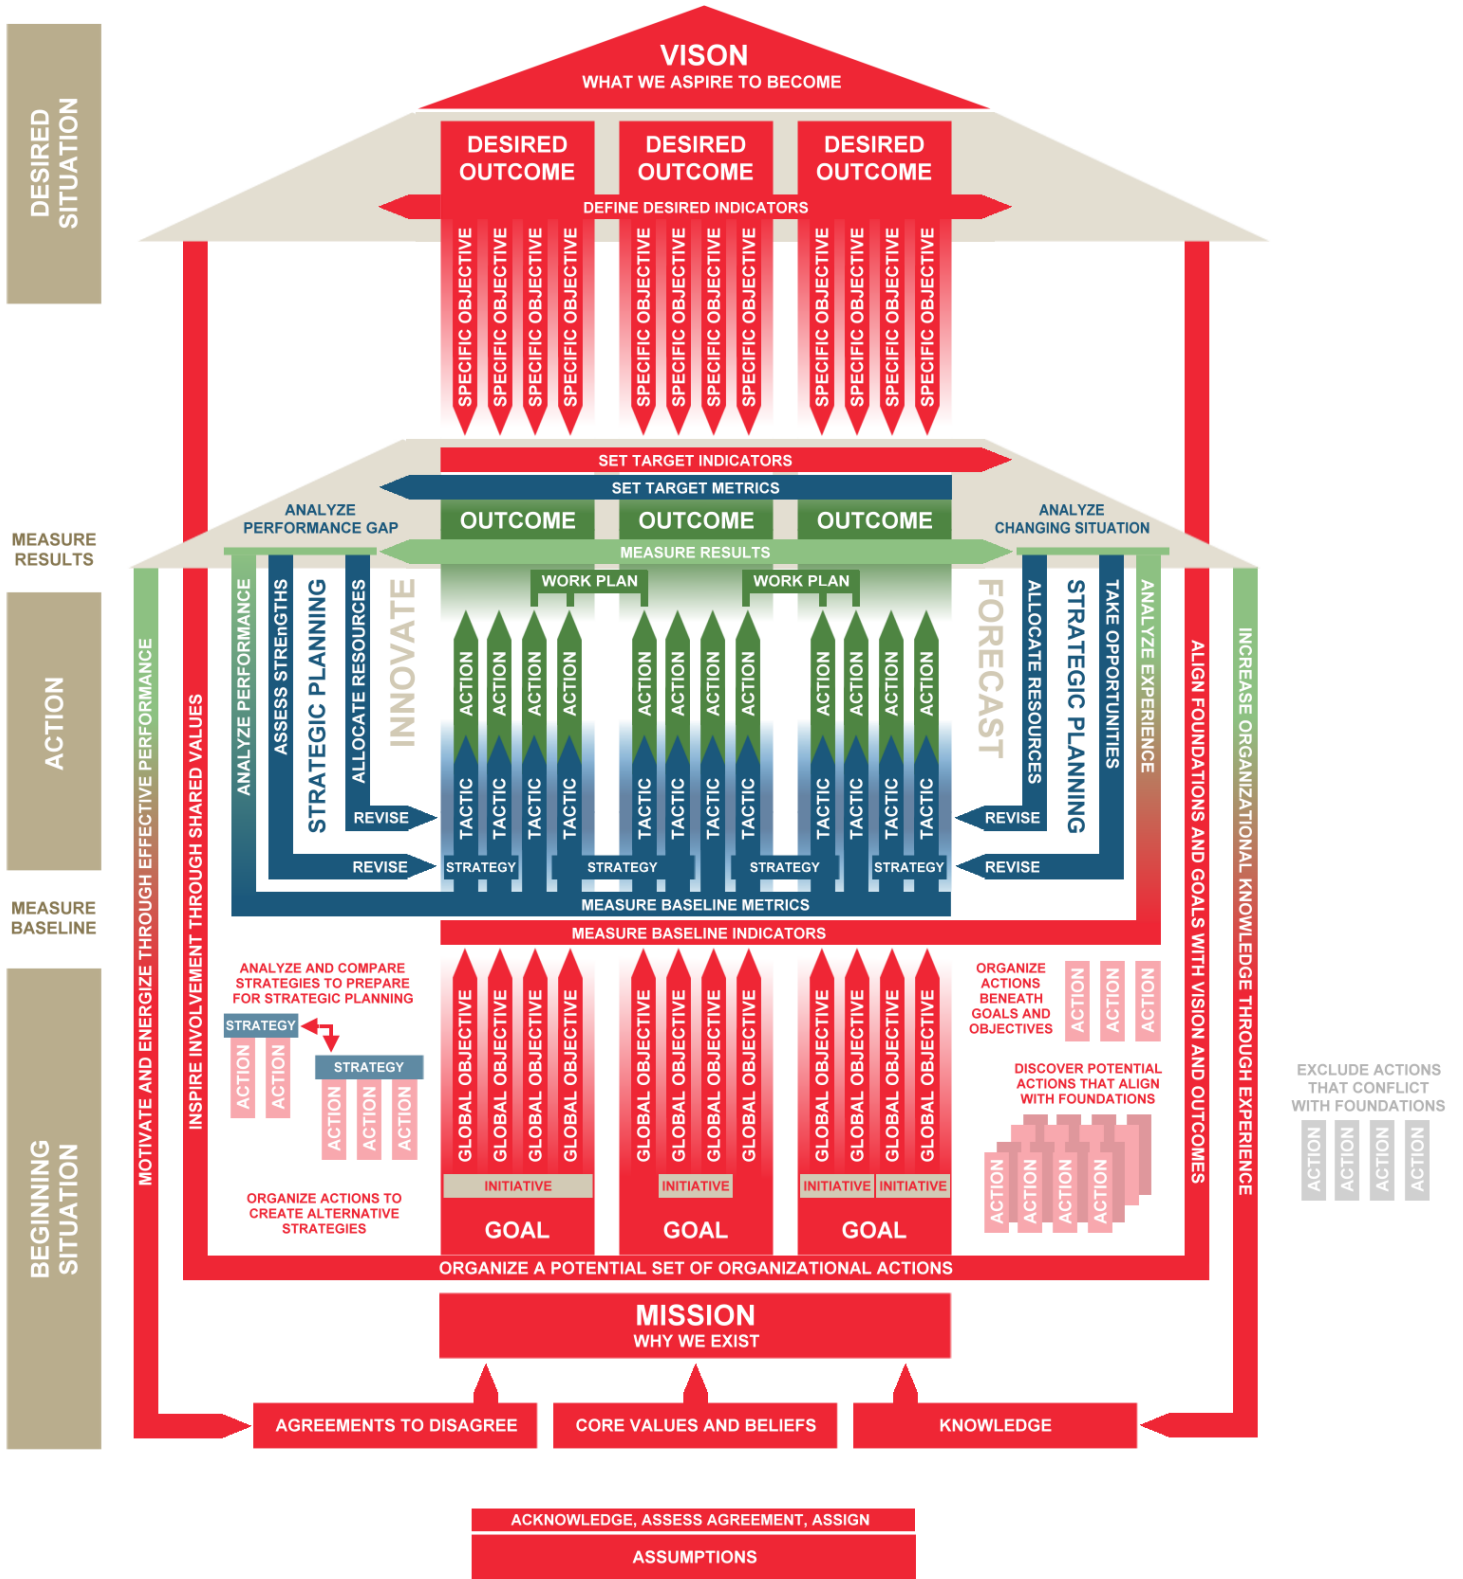 VISON
WHAT WE ASPIRE TO BECOME
DESIRED
SITUATION
DESIRED
OUTCOME
DESIRED
OUTCOME
DESIRED
OUTCOME
DEFINE DESIRED INDICATORS
SPECIFIC OBJECTIVE
SPECIFIC OBJECTIVE
SPECIFIC OBJECTIVE
SPECIFIC OBJECTIVE
SPECIFIC OBJECTIVE
SPECIFIC OBJECTIVE
SPECIFIC OBJECTIVE
SPECIFIC OBJECTIVE
SPECIFIC OBJECTIVE
SPECIFIC OBJECTIVE
SPECIFIC OBJECTIVE
SPECIFIC OBJECTIVE
SET TARGET INDICATORS
SET TARGET METRICS
ANALYZE
PERFORMANCE GAP
OUTCOME
OUTCOME
OUTCOME
ANALYZE
CHANGING SITUATION
MEASURE
RESULTS
MEASURE RESULTS
WORK PLAN
WORK PLAN
ACTION
MOTIVATE AND ENERGIZE THROUGH EFFECTIVE PERFORMANCE
INSPIRE INVOLVEMENT THROUGH SHARED VALUES
ANALYZE PERFORMANCE
ASSESS STREnGTHS
STRATEGIC PLANNING
ALLOCATE RESOURCES
INNOVATE
ACTION
ACTION
ACTION
ACTION
ACTION
ACTION
ACTION
ACTION
ACTION
ACTION
ACTION
ACTION
FORECAST
ALLOCATE RESOURCES
STRATEGIC PLANNING
TAKE OPPORTUNITIES
ANALYZE EXPERIENCE
ALIGN FOUNDATIONS AND GOALS WITH VISION AND OUTCOMES
INCREASE ORGANIZATIONAL KNOWLEDGE THROUGH EXPERIENCE
TACTIC
TACTIC
TACTIC
TACTIC
TACTIC
TACTIC
TACTIC
TACTIC
TACTIC
TACTIC
TACTIC
TACTIC
REVISE
REVISE
REVISE
STRATEGY
STRATEGY
STRATEGY
STRATEGY
REVISE
MEASURE
BASELINE
MEASURE BASELINE METRICS
MEASURE BASELINE INDICATORS
BEGINNING
SITUATION
ANALYZE AND COMPARE
STRATEGIES TO PREPARE
FOR STRATEGIC PLANNING
STRATEGY
ACTION
ACTION
STRATEGY
ACTION
ACTION
ACTION
ORGANIZE ACTIONS TO
CREATE ALTERNATIVE
STRATEGIES
GLOBAL OBJECTIVE
GLOBAL OBJECTIVE
GLOBAL OBJECTIVE
GLOBAL OBJECTIVE
GLOBAL OBJECTIVE
GLOBAL OBJECTIVE
GLOBAL OBJECTIVE
GLOBAL OBJECTIVE
GLOBAL OBJECTIVE
GLOBAL OBJECTIVE
GLOBAL OBJECTIVE
GLOBAL OBJECTIVE
INITIATIVE
INITIATIVE
INITIATIVE
INITIATIVE
GOAL
GOAL
GOAL
ORGANIZE
ACTIONS
BENEATH
GOALS AND
OBJECTIVES
ACTION
ACTION
ACTION
DISCOVER POTENTIAL
ACTIONS THAT ALIGN
WITH FOUNDATIONS
ACTION
ACTION
ACTION
ACTION
EXCLUDE ACTIONS
THAT CONFLICT
WITH FOUNDATIONS
ACTION
ACTION
ACTION
ACTION
ORGANIZE A POTENTIAL SET OF ORGANIZATIONAL ACTIONS
MISSION
WHY WE EXIST
AGREEMENTS TO DISAGREE
CORE VALUES AND BELIEFS
KNOWLEDGE
ACKNOWLEDGE, ASSESS AGREEMENT, ASSIGN
ASSUMPTIONS